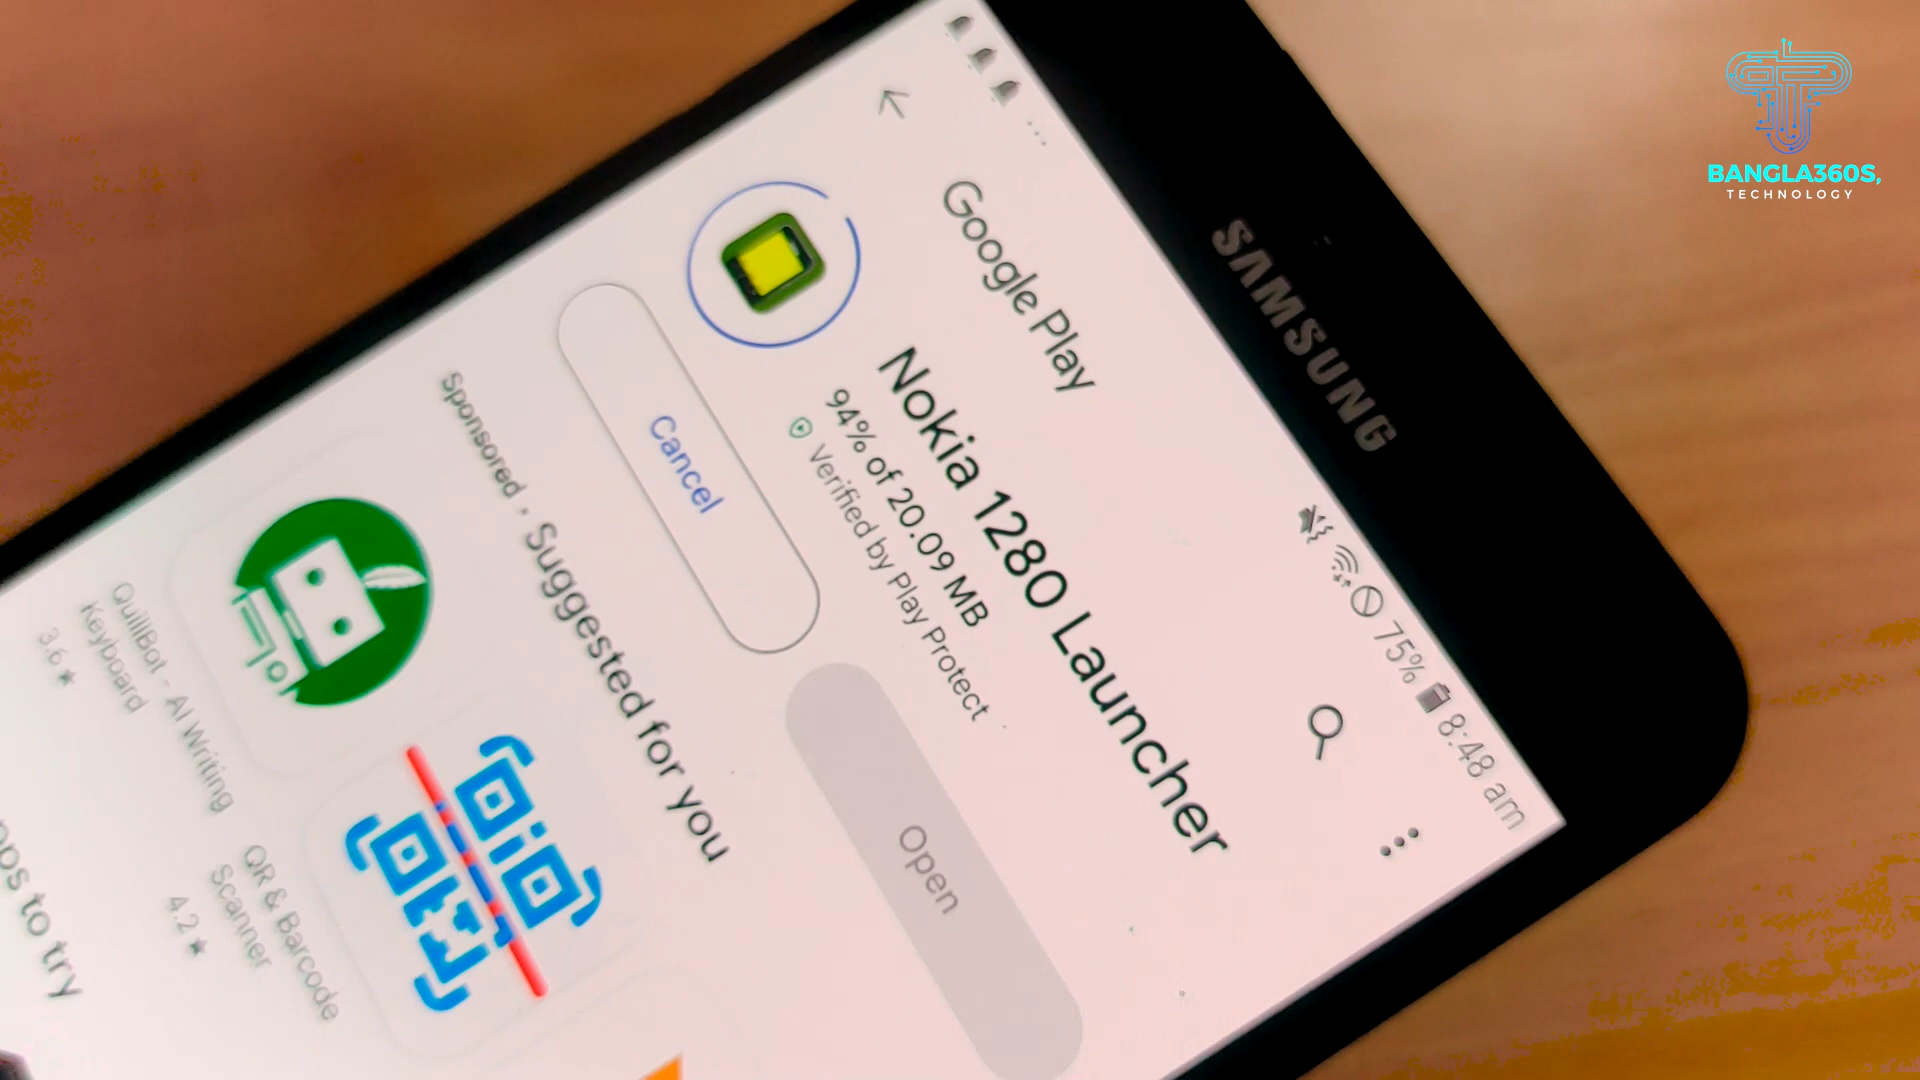 BANGLA360S,
TECHNOLOGY
SAMSUNG
75% 8:48 am
Google Play
Nokia 1280 Launcher
94% of 20.09 MB
Verified by Play Protect
Cancel
Open
Sponsored · Suggested for you
QuillBot - AI Writing
Keyboard
3.6 ★
QR & Barcode
Scanner
4.2 ★
to try